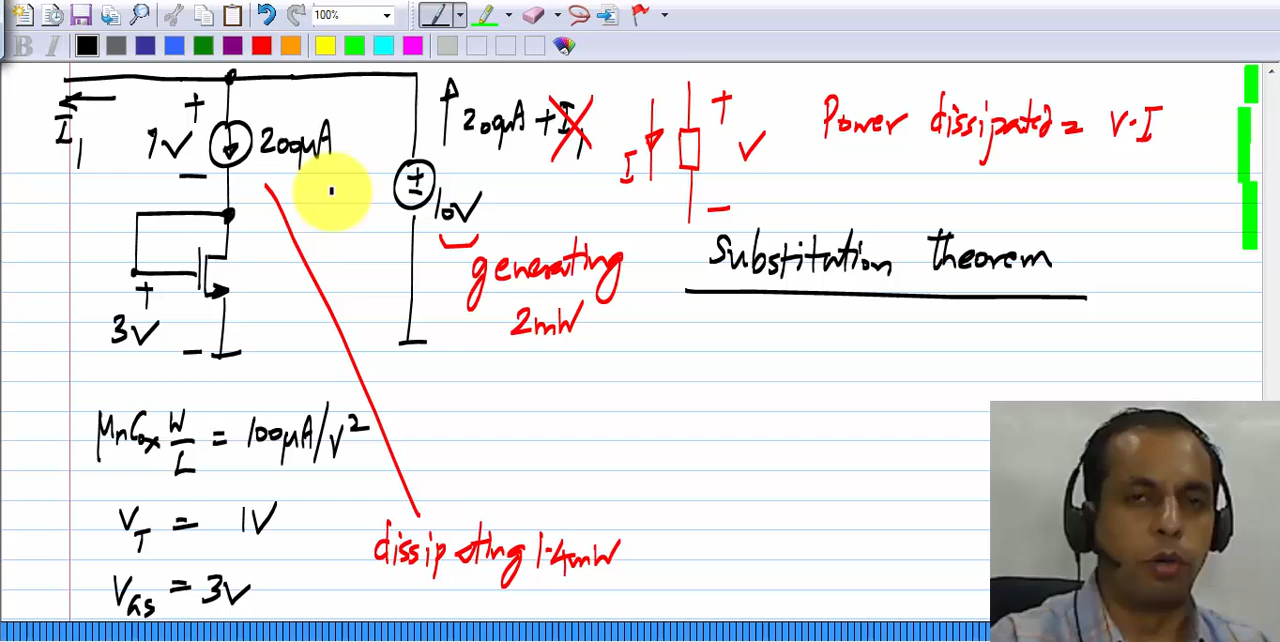 100%
B I
I1
+
7V
−
200μA
200μA + I1
+
−
10V
I
+
V
−
Power dissipated = V·I
Substitution theorem
generating
2mW
+
3V
−
μnCox W/L = 100μA/V²
VT = 1V
dissipating 1.4mW
VGS = 3V